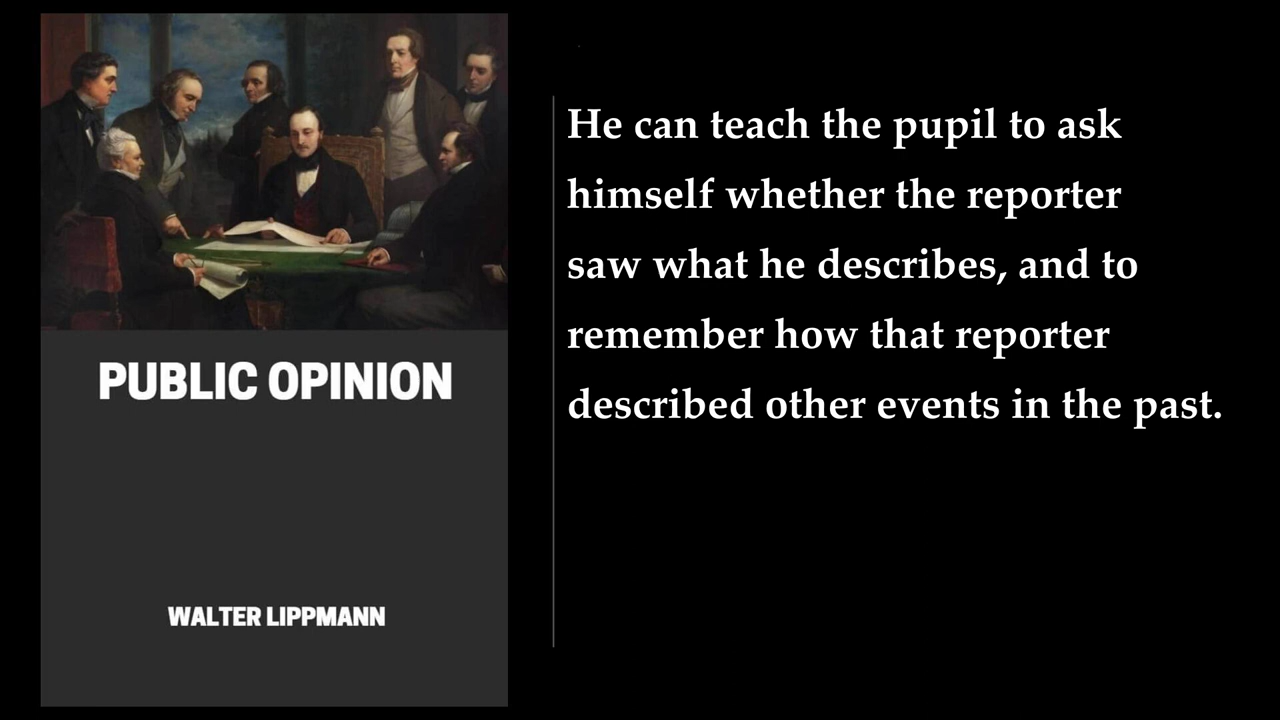 PUBLIC OPINION
WALTER LIPPMANN
He can teach the pupil to ask
himself whether the reporter
saw what he describes, and to
remember how that reporter
described other events in the past.